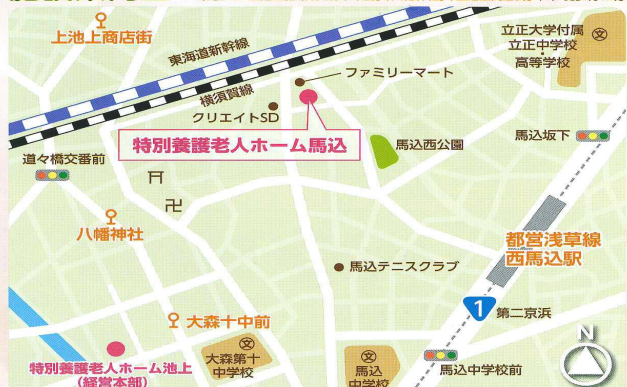 上池上商店街
東海道新幹線
横須賀線
ファミリーマート
クリエイトSD
立正大学付属
立正中学校
・
高等学校
文
特別養護老人ホーム馬込
馬込西公園
馬込坂下
道々橋交番前
八幡神社
都営浅草線
西馬込駅
馬込テニスクラブ
1
第二京浜
大森十中前
文
大森第十
中学校
文
馬込
中学校
馬込中学校前
N
特別養護老人ホーム池上
(経営本部)